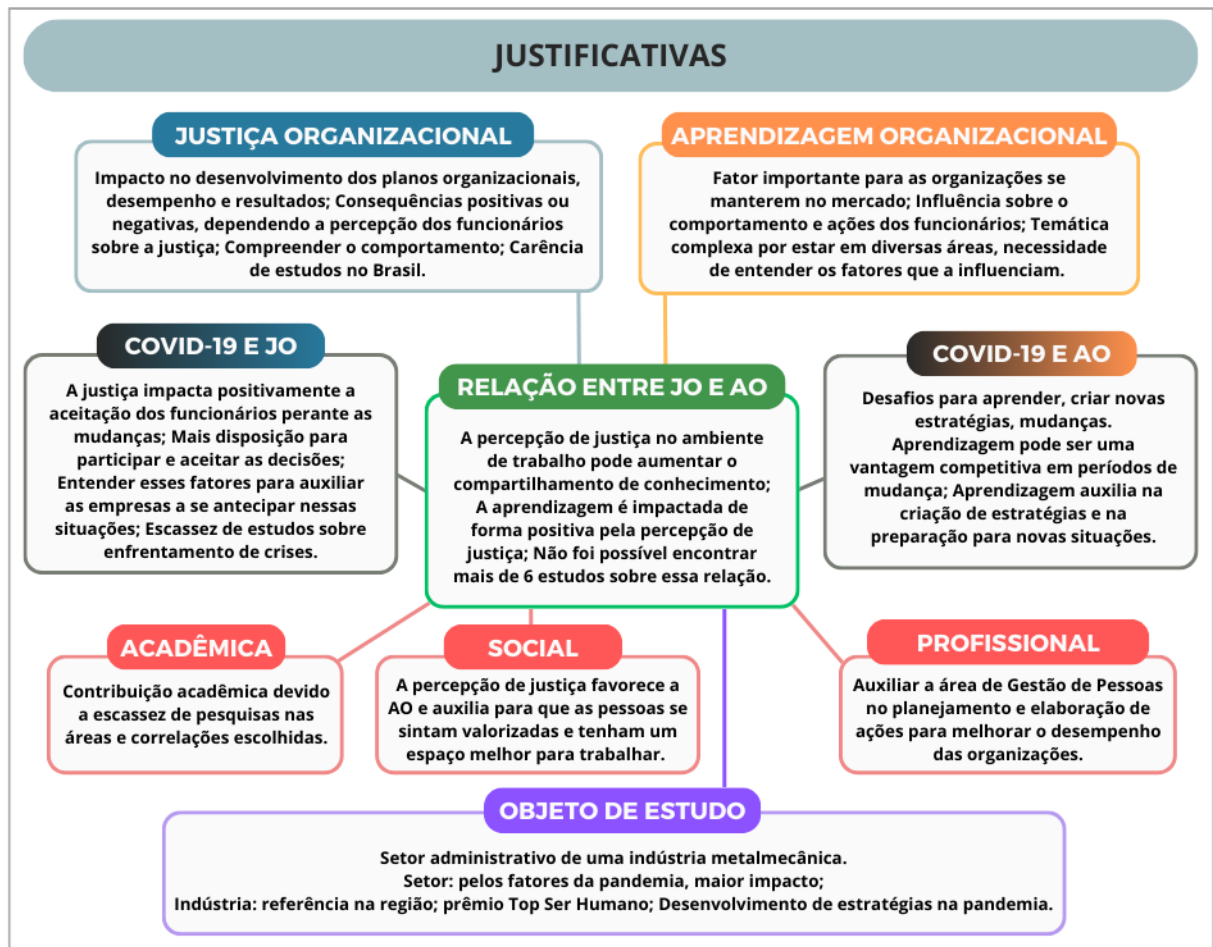 JUSTIFICATIVAS
JUSTIÇA ORGANIZACIONAL
Impacto no desenvolvimento dos planos organizacionais,
desempenho e resultados; Consequências positivas ou
negativas, dependendo a percepção dos funcionários
sobre a justiça; Compreender o comportamento; Carência
de estudos no Brasil.
APRENDIZAGEM ORGANIZACIONAL
Fator importante para as organizações se
manterem no mercado; Influência sobre o
comportamento e ações dos funcionários; Temática
complexa por estar em diversas áreas, necessidade
de entender os fatores que a influenciam.
COVID-19 E JO
A justiça impacta positivamente a
aceitação dos funcionários perante as
mudanças; Mais disposição para
participar e aceitar as decisões;
Entender esses fatores para auxiliar
as empresas a se antecipar nessas
situações; Escassez de estudos sobre
enfrentamento de crises.
RELAÇÃO ENTRE JO E AO
A percepção de justiça no ambiente
de trabalho pode aumentar o
compartilhamento de conhecimento;
A aprendizagem é impactada de
forma positiva pela percepção de
justiça; Não foi possível encontrar
mais de 6 estudos sobre essa relação.
COVID-19 E AO
Desafios para aprender, criar novas
estratégias, mudanças.
Aprendizagem pode ser uma
vantagem competitiva em períodos de
mudança; Aprendizagem auxilia na
criação de estratégias e na
preparação para novas situações.
ACADÊMICA
Contribuição acadêmica devido
a escassez de pesquisas nas
áreas e correlações escolhidas.
SOCIAL
A percepção de justiça favorece a
AO e auxilia para que as pessoas se
sintam valorizadas e tenham um
espaço melhor para trabalhar.
PROFISSIONAL
Auxiliar a área de Gestão de Pessoas
no planejamento e elaboração de
ações para melhorar o desempenho
das organizações.
OBJETO DE ESTUDO
Setor administrativo de uma indústria metalmecânica.
Setor: pelos fatores da pandemia, maior impacto;
Indústria: referência na região; prêmio Top Ser Humano; Desenvolvimento de estratégias na pandemia.